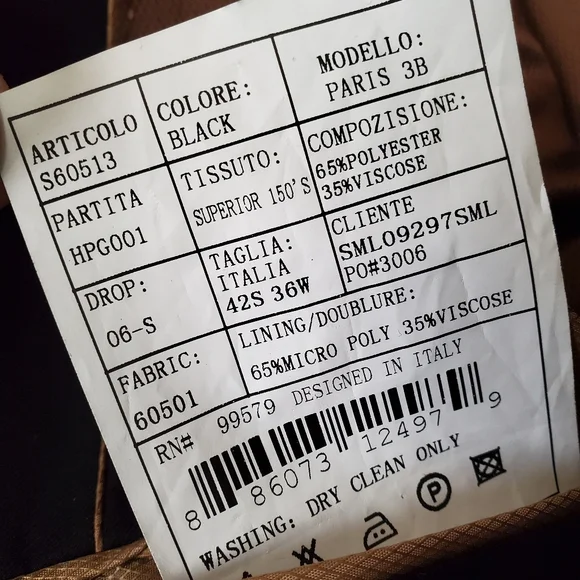 ARTICOLO
S60513
COLORE:
BLACK
MODELLO:
PARIS 3B
PARTITA
HPG001
TISSUTO:
SUPERIOR 150'S
COMPOZISIONE:
65%POLYESTER
35%VISCOSE
DROP:
06-S
TAGLIA:
ITALIA
42S 36W
CLIENTE
SML09297SML
PO#3006
FABRIC:
60501
LINING/DOUBLURE:
65%MICRO POLY 35%VISCOSE
RN# 99579 DESIGNED IN ITALY
8 86073 12497 9
WASHING: DRY CLEAN ONLY
P